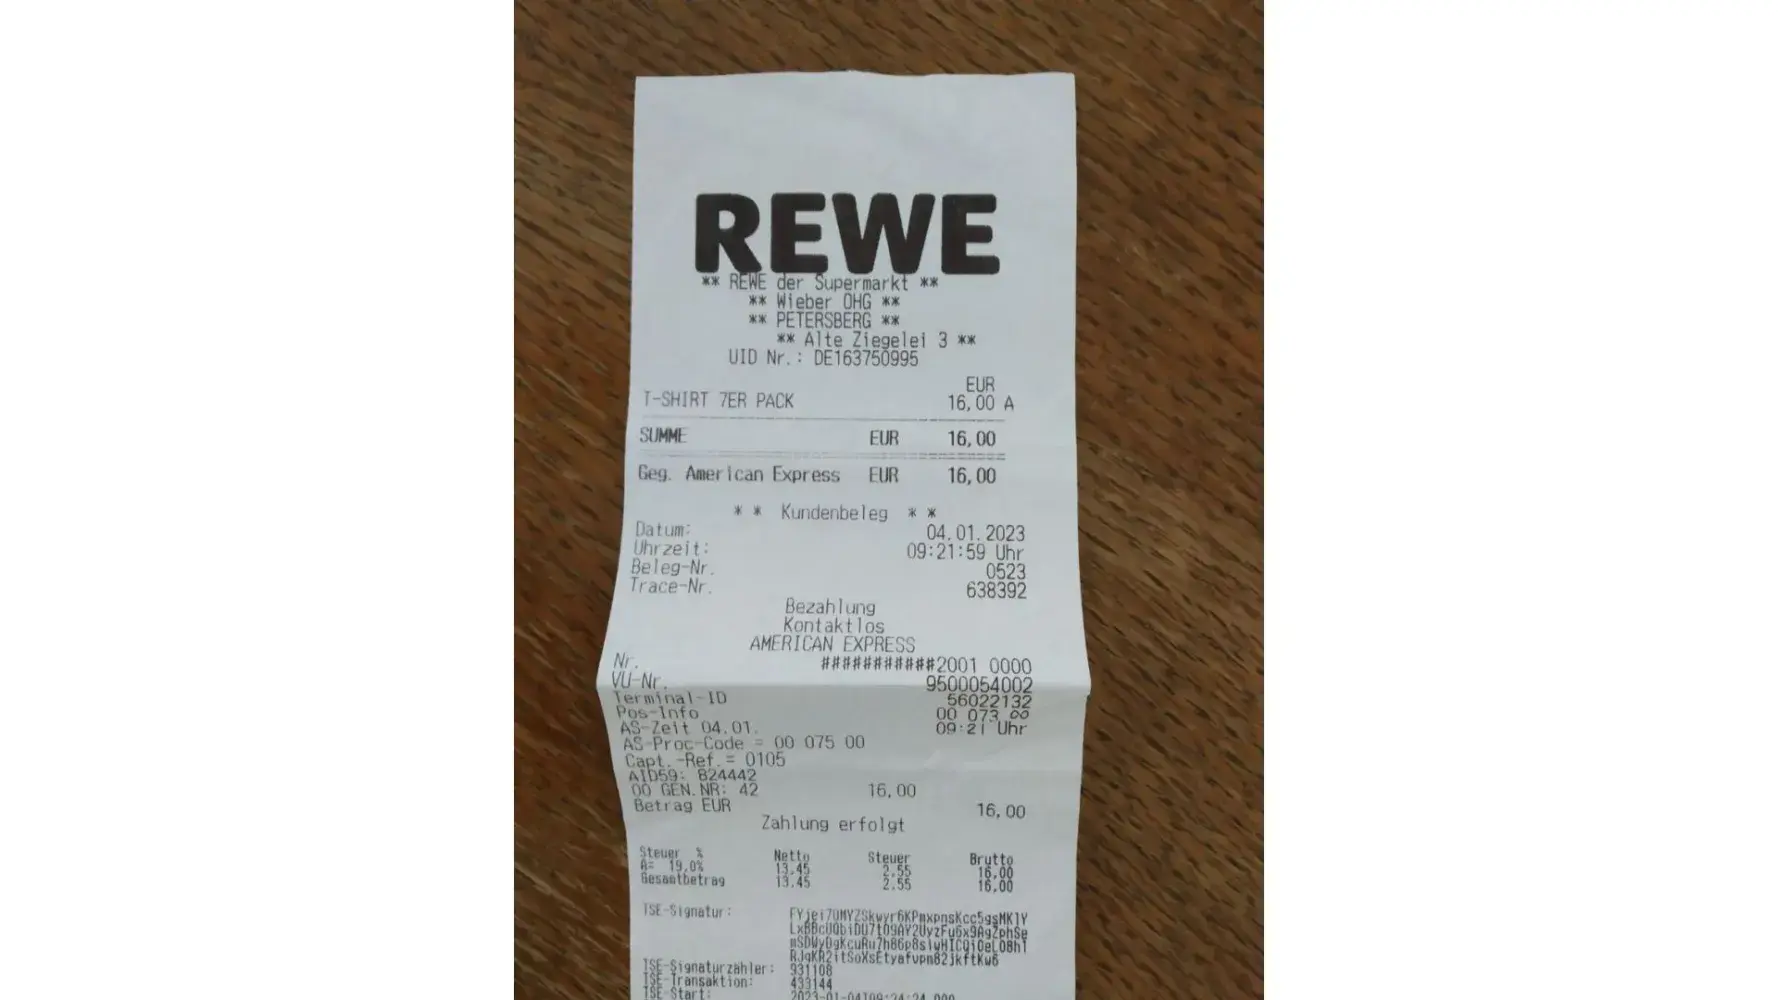 REWE
** REWE der Supermarkt **
** Wieber OHG **
** PETERSBERG **
** Alte Ziegelei 3 **
UID Nr.: DE163750995
EUR
T-SHIRT 7ER PACK 16,00 A
SUMME EUR 16,00
Geg. American Express EUR 16,00
* * Kundenbeleg * *
Datum: 04.01.2023
Uhrzeit: 09:21:59 Uhr
Beleg-Nr. 0523
Trace-Nr. 638392
Bezahlung
Kontaktlos
AMERICAN EXPRESS
Nr. ###########2001 0000
VU-Nr. 9500054002
Terminal-ID 56022132
Pos-Info 00 073 00
AS-Zeit 04.01. 09:21 Uhr
AS-Proc-Code = 00 075 00
Capt.-Ref.= 0105
AID59: 824442
00 GEN.NR: 42 16,00
Betrag EUR 16,00
Zahlung erfolgt
Steuer % Netto Steuer Brutto
A= 19,0% 13,45 2,55 16,00
Gesamtbetrag 13,45 2,55 16,00
TSE-Signatur:
TSE-Signaturzähler: 931108
TSE-Transaktion: 433144
TSE-Start: